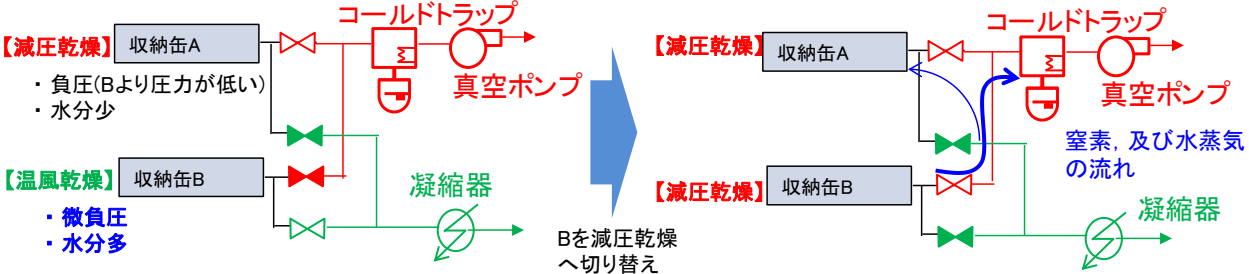 コールドトラップ
【減圧乾燥】
収納缶A
・負圧(Bより圧力が低い)
・水分少
真空ポンプ
【温風乾燥】
収納缶B
・微負圧
・水分多
凝縮器
Bを減圧乾燥
へ切り替え
コールドトラップ
【減圧乾燥】
収納缶A
真空ポンプ
窒素，及び水蒸気
の流れ
【減圧乾燥】
収納缶B
凝縮器